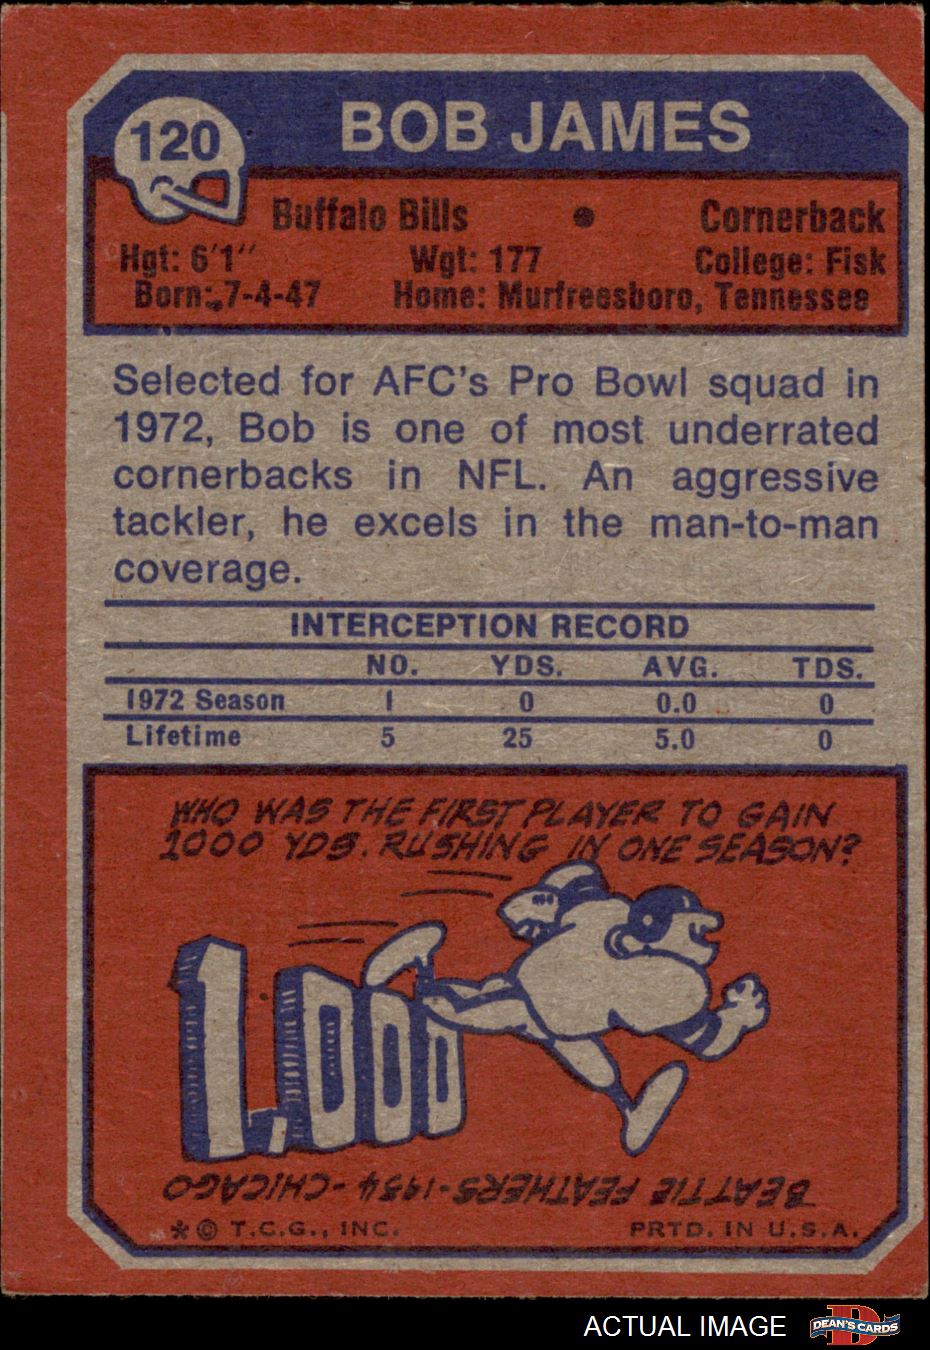 120
BOB JAMES
Buffalo Bills • Cornerback
Hgt: 6'1" Wgt: 177 College: Fisk
Born: 7-4-47 Home: Murfreesboro, Tennessee
Selected for AFC's Pro Bowl squad in
1972, Bob is one of most underrated
cornerbacks in NFL. An aggressive
tackler, he excels in the man-to-man
coverage.
INTERCEPTION RECORD
NO. YDS. AVG. TDS.
1972 Season 1 0 0.0 0
Lifetime 5 25 5.0 0
WHO WAS THE FIRST PLAYER TO GAIN
1000 YDS. RUSHING IN ONE SEASON?
1,000
BEATTIE FEATHERS-1934-CHICAGO
* © T.C.G., INC. PRTD. IN U.S.A.
ACTUAL IMAGE
D
DEAN'S CARDS